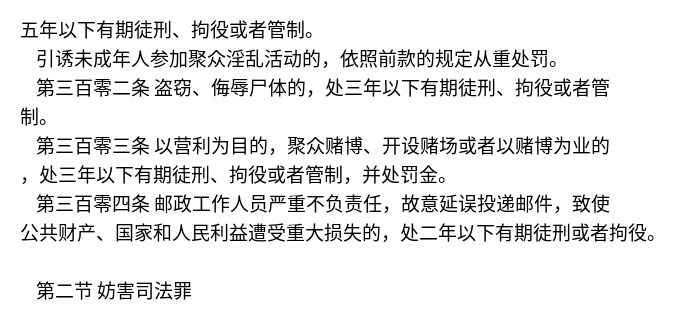 五年以下有期徒刑、拘役或者管制。
引诱未成年人参加聚众淫乱活动的，依照前款的规定从重处罚。
第三百零二条 盗窃、侮辱尸体的，处三年以下有期徒刑、拘役或者管
制。
第三百零三条 以营利为目的，聚众赌博、开设赌场或者以赌博为业的
，处三年以下有期徒刑、拘役或者管制，并处罚金。
第三百零四条 邮政工作人员严重不负责任，故意延误投递邮件，致使
公共财产、国家和人民利益遭受重大损失的，处二年以下有期徒刑或者拘役。
第二节 妨害司法罪